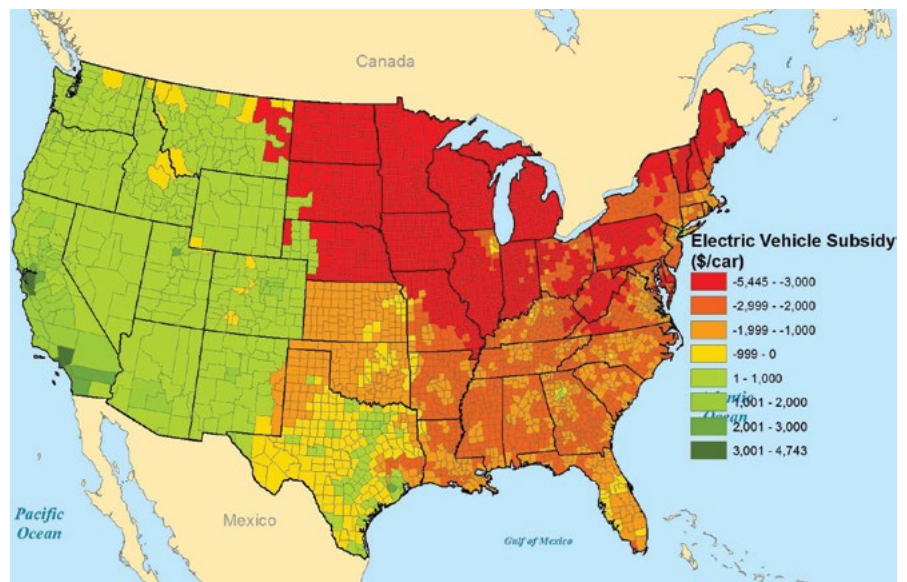 Canada
Electric Vehicle Subsidy
($/car)
-5,445 - -3,000
-2,999 - -2,000
-1,999 - -1,000
-999 - 0
1 - 1,000
1,001 - 2,000
2,001 - 3,000
3,001 - 4,743
Ocean
Pacific
Ocean
Mexico
Gulf of Mexico